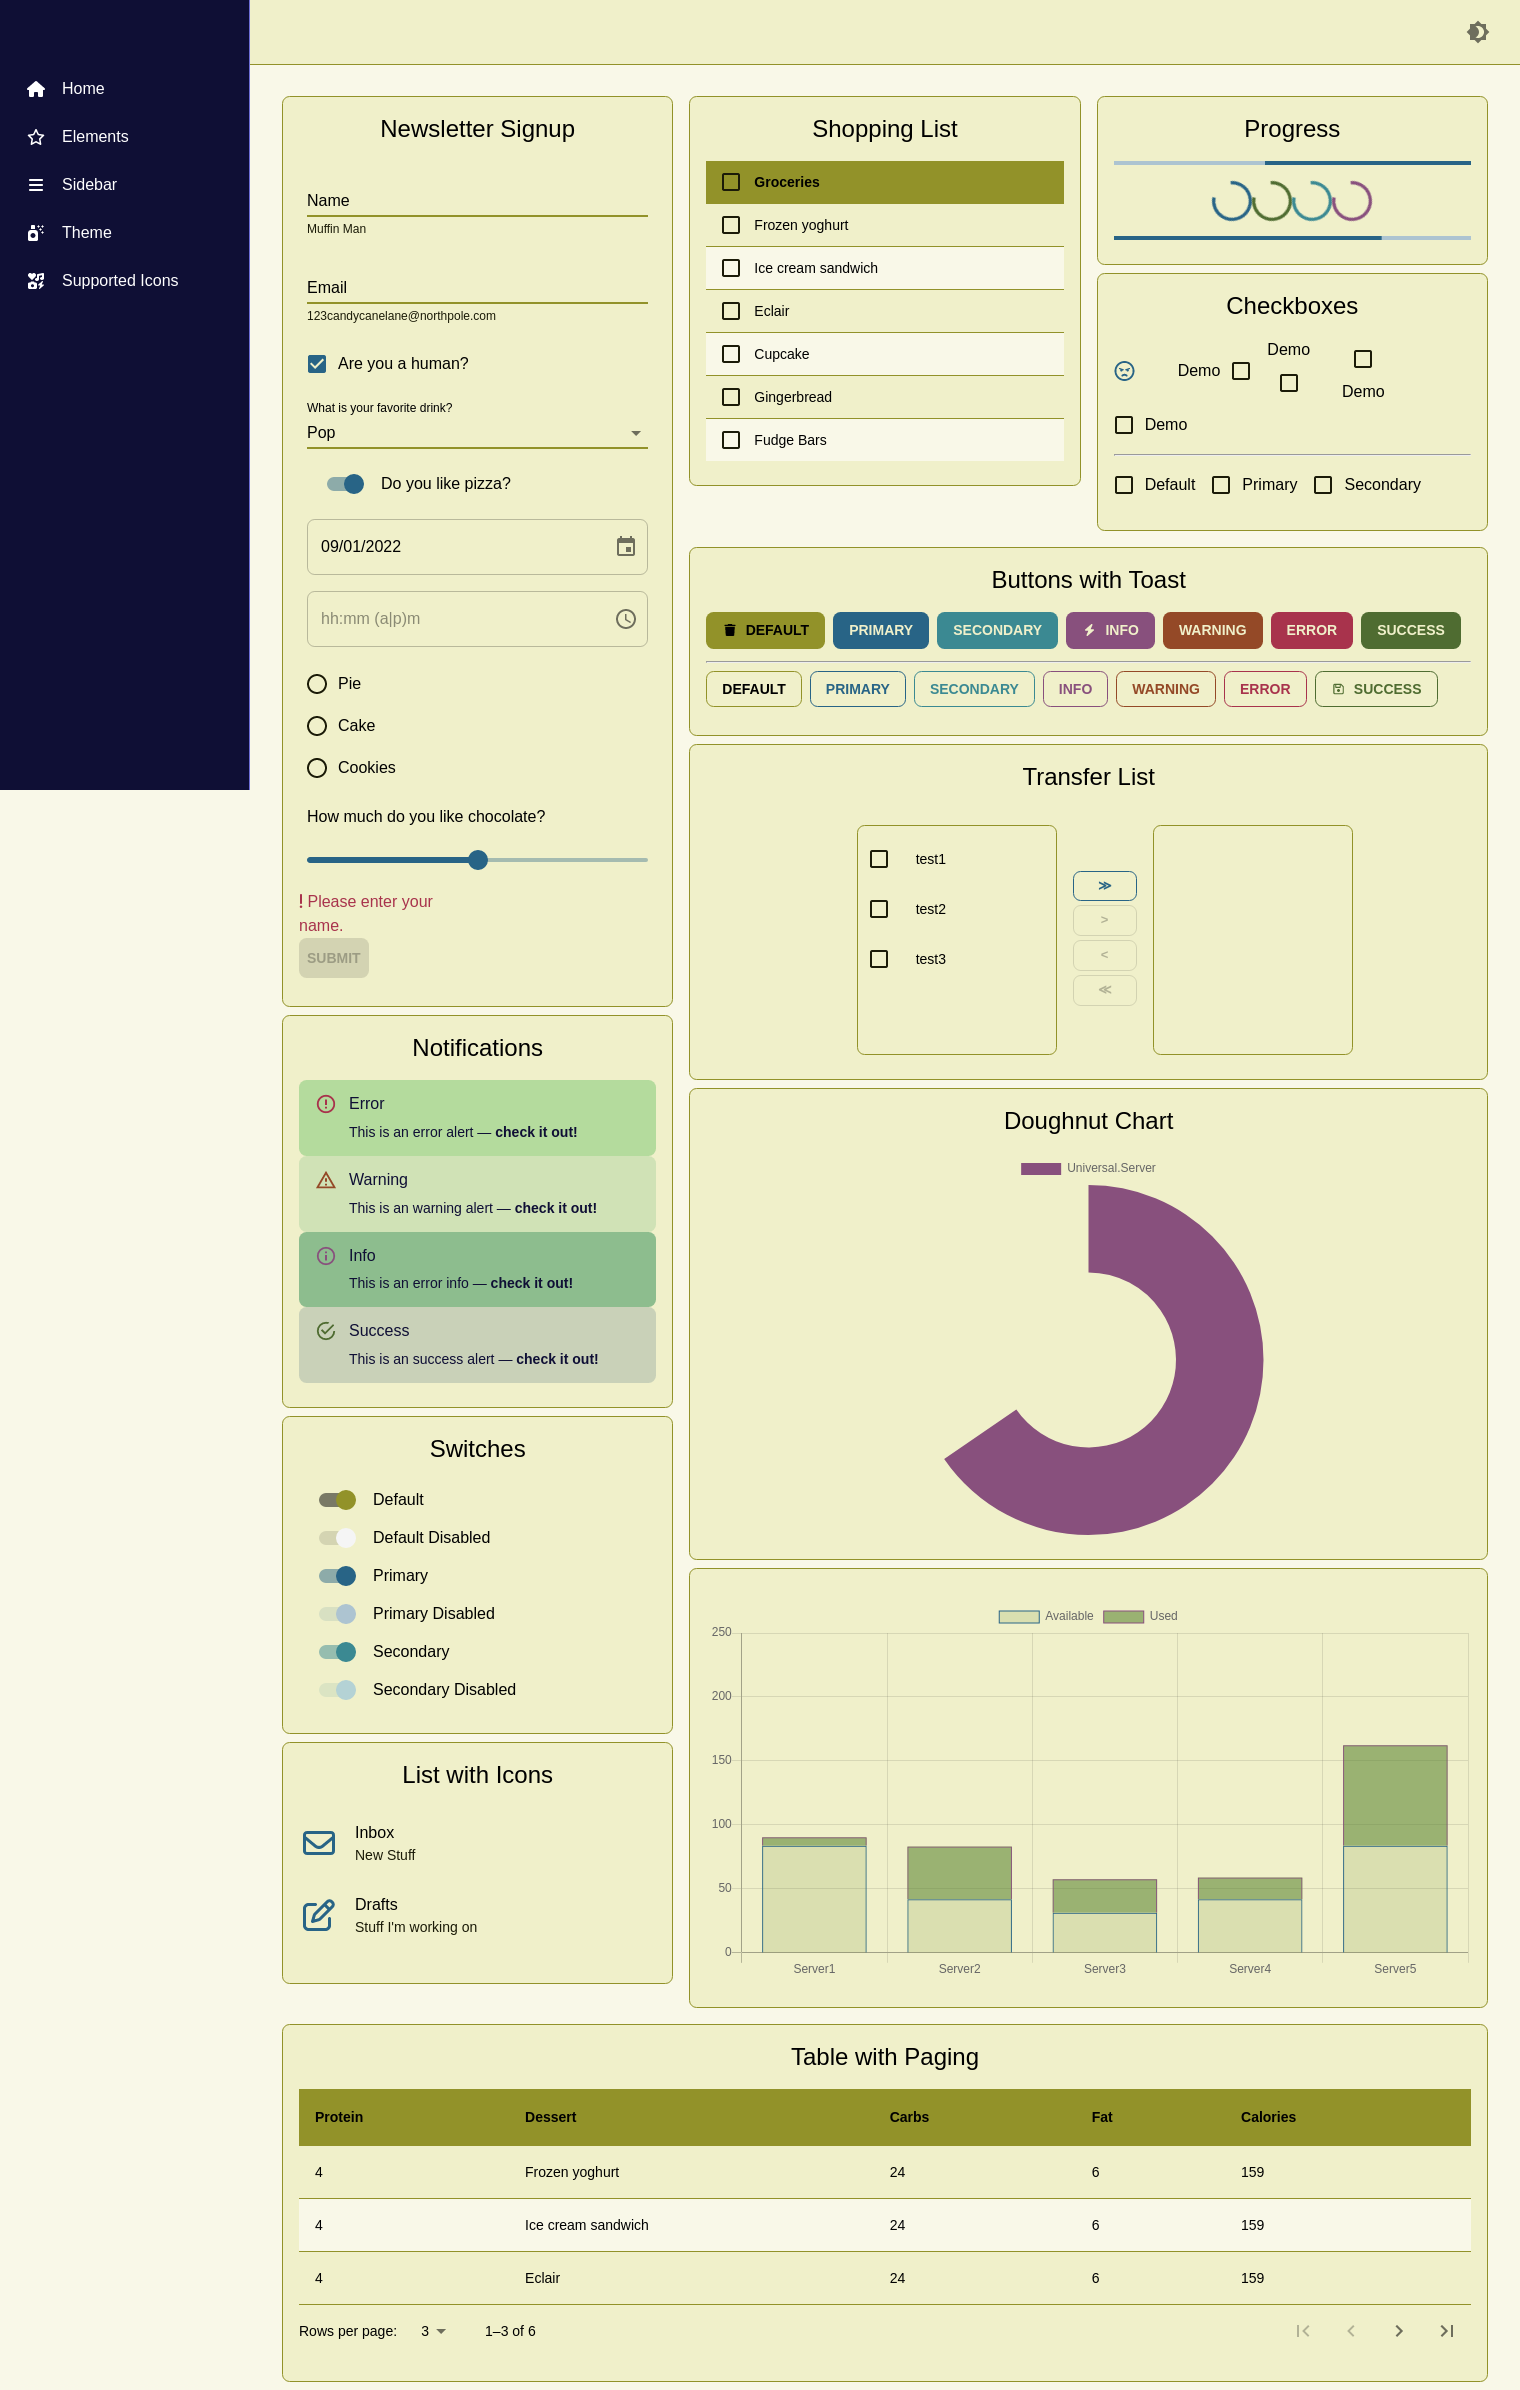 Home
Elements
Sidebar
Theme
Supported Icons
Newsletter Signup
Name
Muffin Man
Email
123candycanelane@northpole.com
Are you a human?
What is your favorite drink?
Pop
Do you like pizza?
09/01/2022
hh:mm (a|p)m
Pie
Cake
Cookies
How much do you like chocolate?
! Please enter your
name.
SUBMIT
Notifications
Error
This is an error alert — check it out!
Warning
This is an warning alert — check it out!
Info
This is an error info — check it out!
Success
This is an success alert — check it out!
Switches
Default
Default Disabled
Primary
Primary Disabled
Secondary
Secondary Disabled
List with Icons
Inbox
New Stuff
Drafts
Stuff I'm working on
Shopping List
Groceries
Frozen yoghurt
Ice cream sandwich
Eclair
Cupcake
Gingerbread
Fudge Bars
Progress
Checkboxes
Demo
Demo
Demo
Demo
Default Primary Secondary
Buttons with Toast
DEFAULT PRIMARY SECONDARY INFO WARNING ERROR SUCCESS
DEFAULT PRIMARY SECONDARY INFO WARNING ERROR SUCCESS
Transfer List
test1
test2
test3
≫
>
<
≪
Doughnut Chart
Universal.Server
Available Used
250
200
150
100
50
0
Server1 Server2 Server3 Server4 Server5
Table with Paging
Protein Dessert Carbs Fat Calories
4 Frozen yoghurt 24 6 159
4 Ice cream sandwich 24 6 159
4 Eclair 24 6 159
Rows per page: 3 1–3 of 6